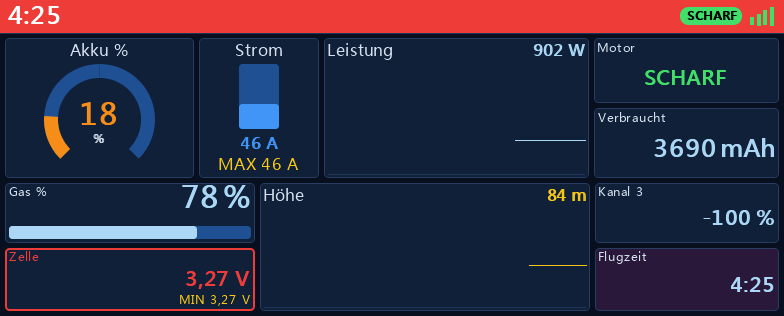 4:25
SCHARF
Akku %
18
%
Strom
46 A
MAX 46 A
Leistung
902 W
Motor
SCHARF
Verbraucht
3690 mAh
Gas %
78 %
Höhe
84 m
Kanal 3
-100 %
Zelle
3,27 V
MIN 3,27 V
Flugzeit
4:25